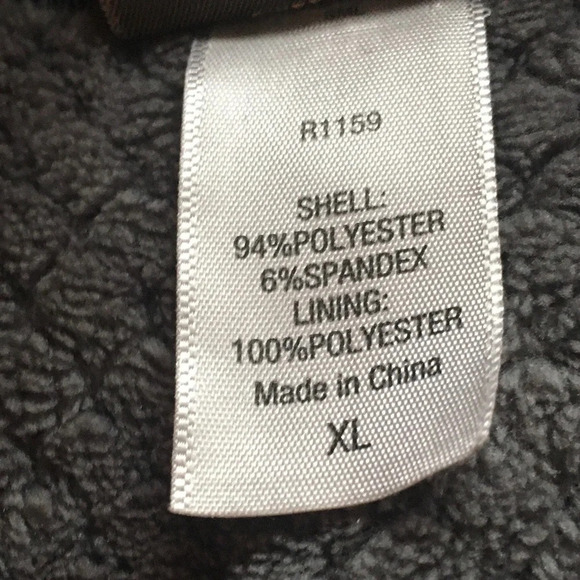 R1159
SHELL:
94%POLYESTER
6%SPANDEX
LINING:
100%POLYESTER
Made in China
XL